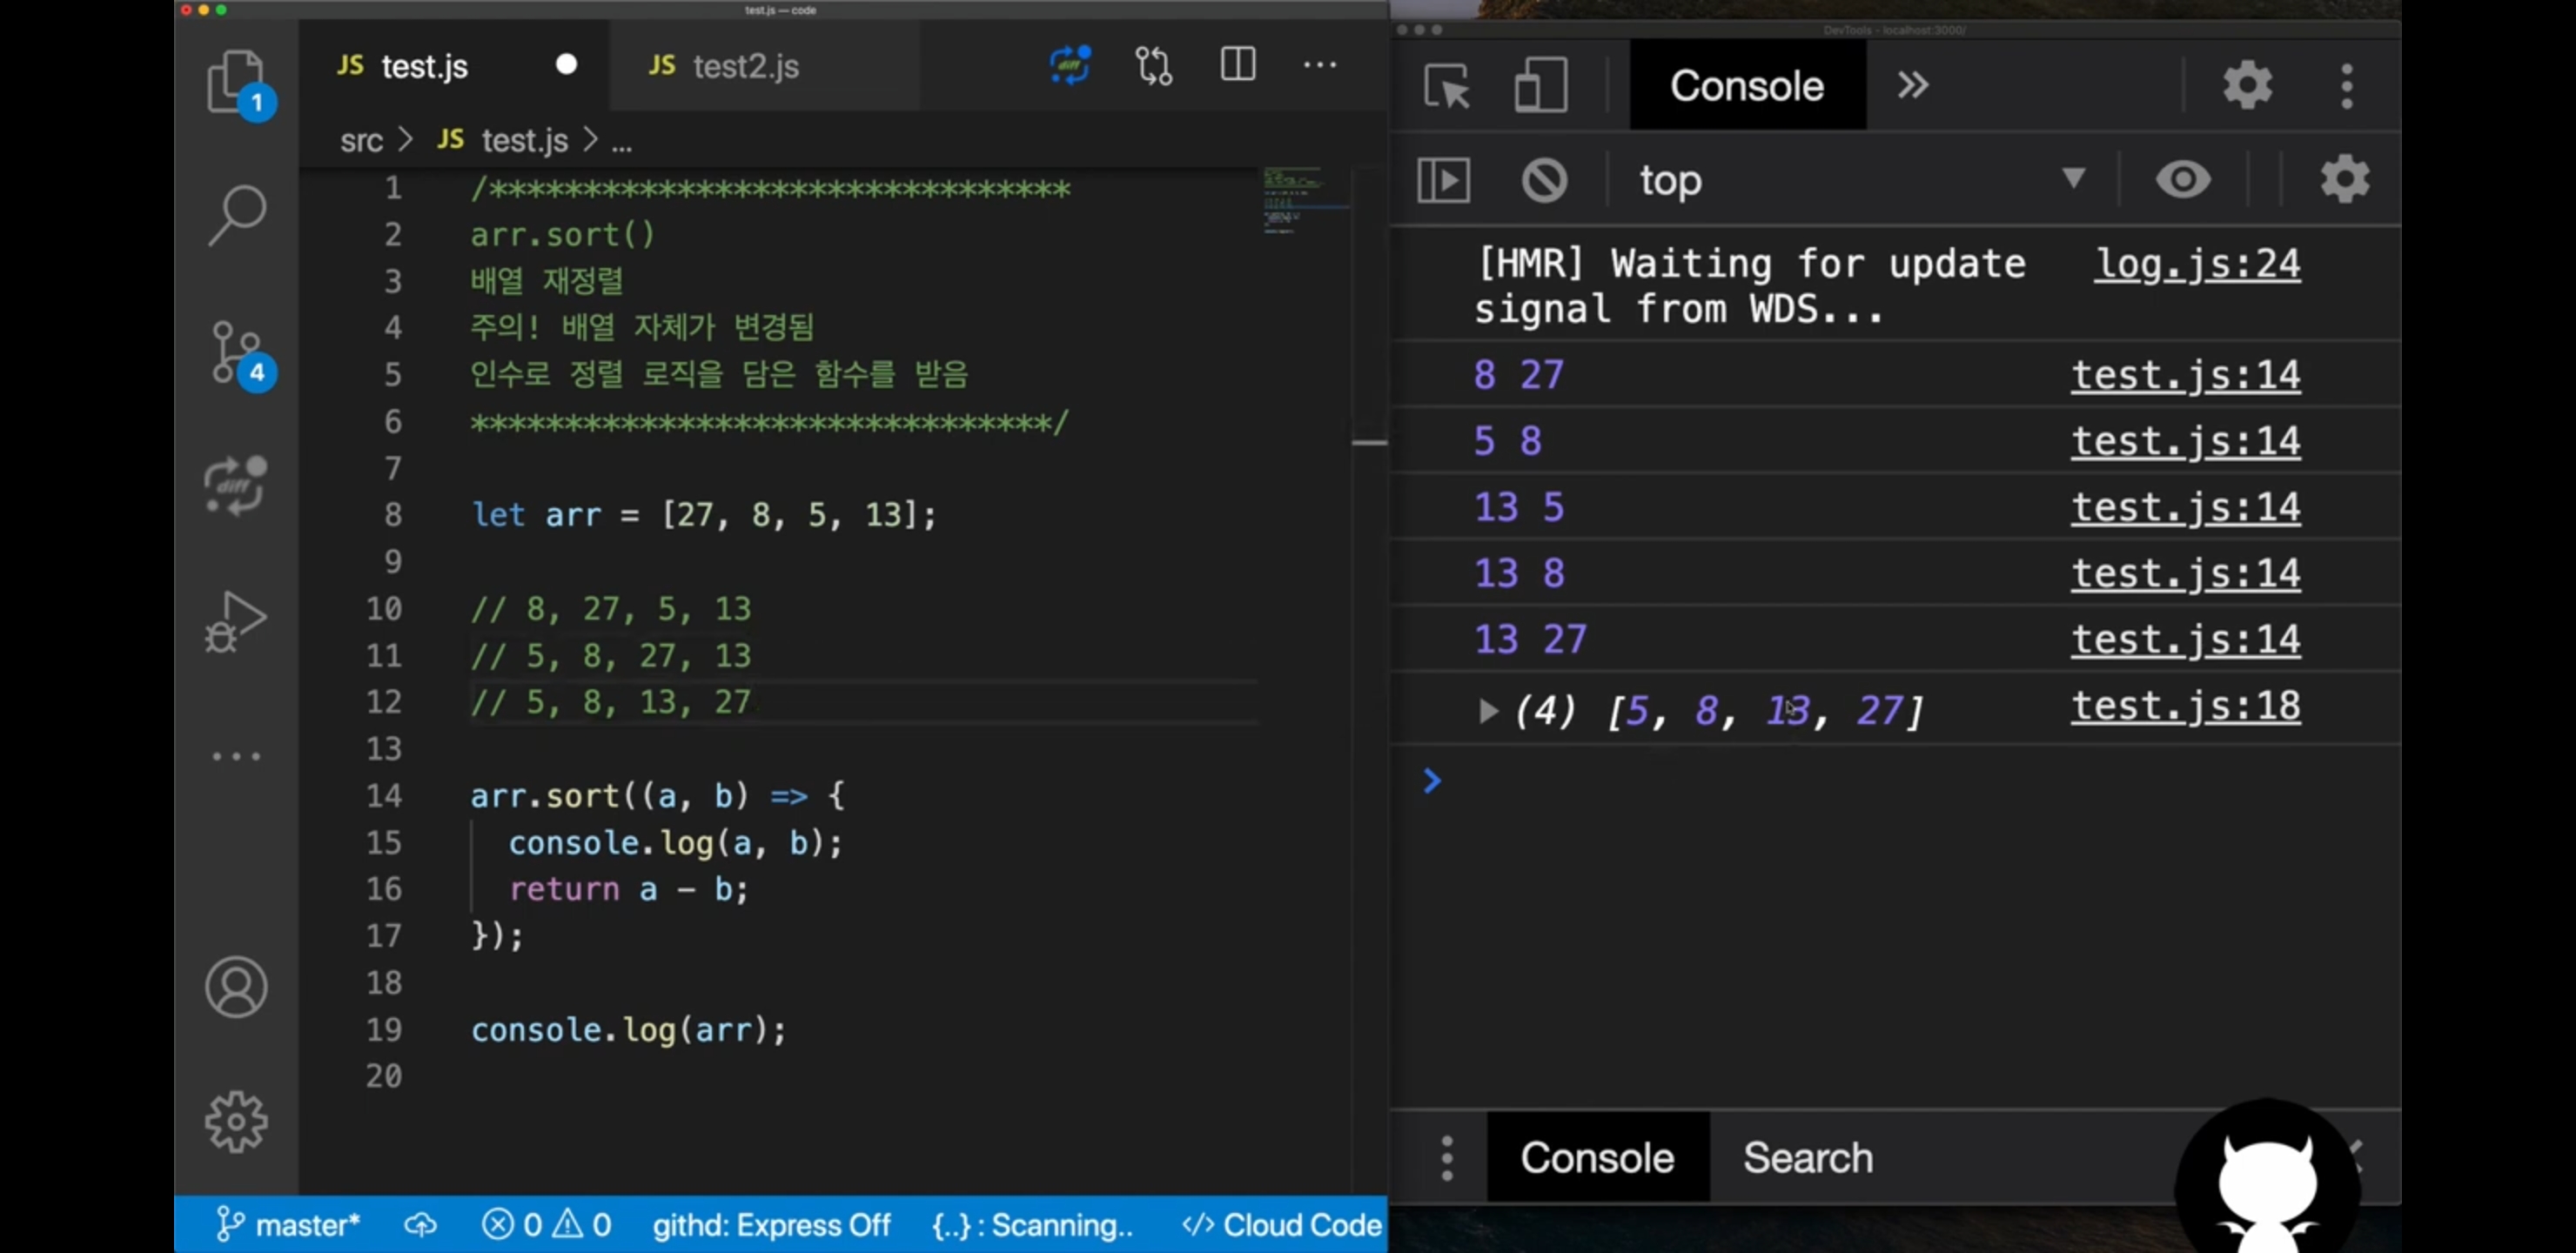 test.js — code
JS test.js
JS test2.js
1
src > JS test.js > ...
1 /*******************************
2 arr.sort()
3 배열 재정렬
4 주의! 배열 자체가 변경됨
5 인수로 정렬 로직을 담은 함수를 받음
6 *******************************/
7
8 let arr = [27, 8, 5, 13];
9
10 // 8, 27, 5, 13
11 // 5, 8, 27, 13
12 // 5, 8, 13, 27
13
14 arr.sort((a, b) => {
15 console.log(a, b);
16 return a - b;
17 });
18
19 console.log(arr);
20
4
diff
diff
master* 0 0 githd: Express Off {..} : Scanning.. </> Cloud Code
DevTools - localhost:3000/
Console »
top
[HMR] Waiting for update log.js:24
signal from WDS...
8 27 test.js:14
5 8 test.js:14
13 5 test.js:14
13 8 test.js:14
13 27 test.js:14
(4) [5, 8, 13, 27] test.js:18
Console Search